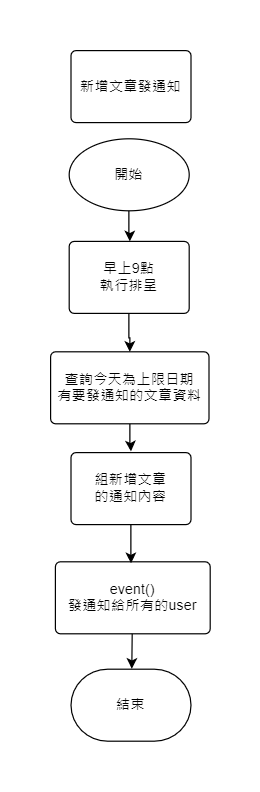 新增文章發通知
開始
早上9點
執行排呈
查詢今天為上限日期
有要發通知的文章資料
組新增文章
的通知內容
event()
發通知給所有的user
結束